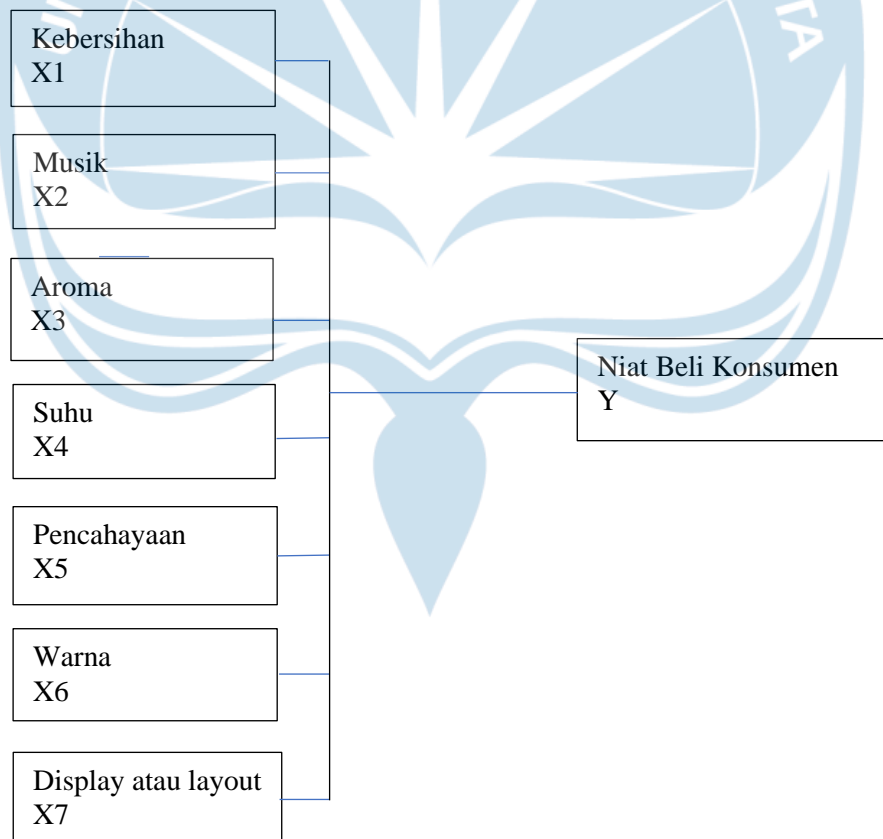 Kebersihan
X1
Musik
X2
Aroma
X3
Suhu
X4
Pencahayaan
X5
Warna
X6
Display atau layout
X7
Niat Beli Konsumen
Y